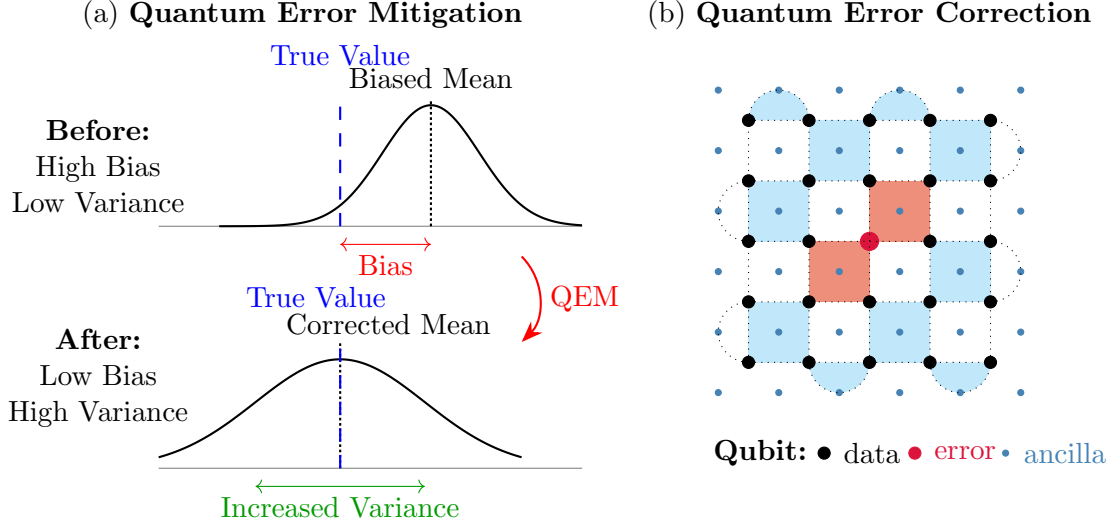 (a) Quantum Error Mitigation
True Value
Biased Mean
Before:
High Bias
Low Variance
Bias
QEM
True Value
Corrected Mean
After:
Low Bias
High Variance
Increased Variance
(b) Quantum Error Correction
Qubit: data error ancilla